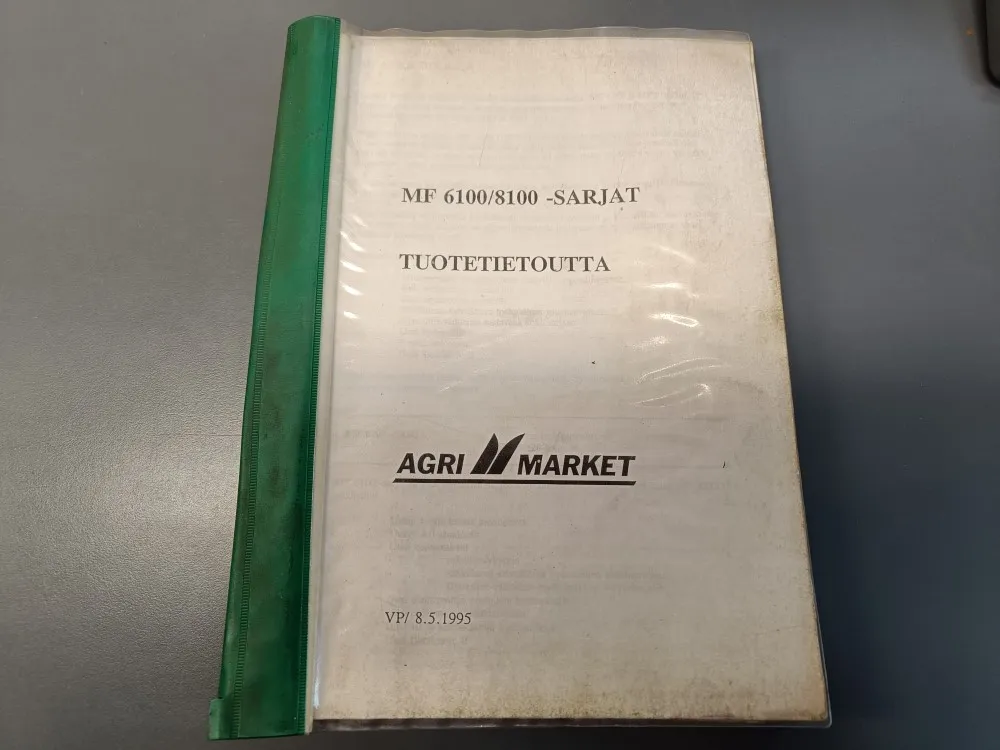 MF 6100/8100 -SARJAT
TUOTETIETOUTTA
AGRI MARKET
VP/ 8.5.1995